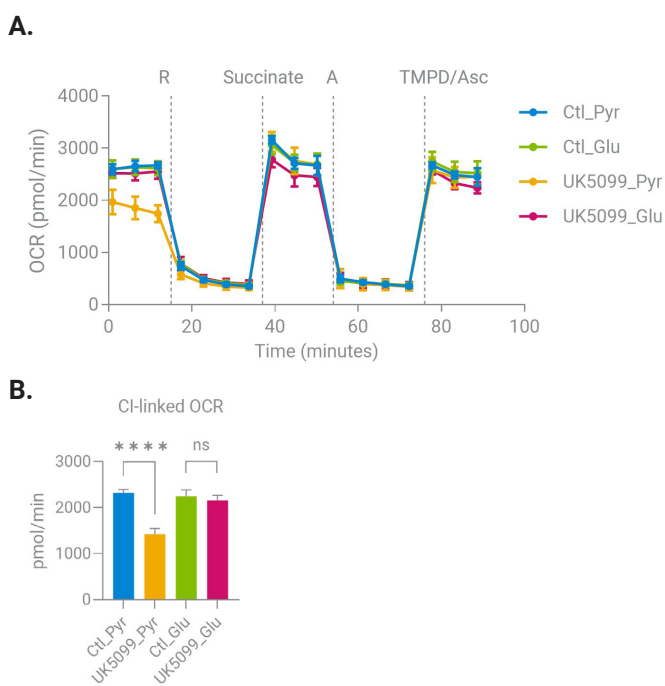 A.
R Succinate A TMPD/Asc
4000
3000
2000
1000
0
OCR (pmol/min)
0 20 40 60 80 100
Time (minutes)
Ctl_Pyr
Ctl_Glu
UK5099_Pyr
UK5099_Glu
B.
CI-linked OCR
**** ns
3000
2000
1000
0
pmol/min
Ctl_Pyr
UK5099_Pyr
Ctl_Glu
UK5099_Glu